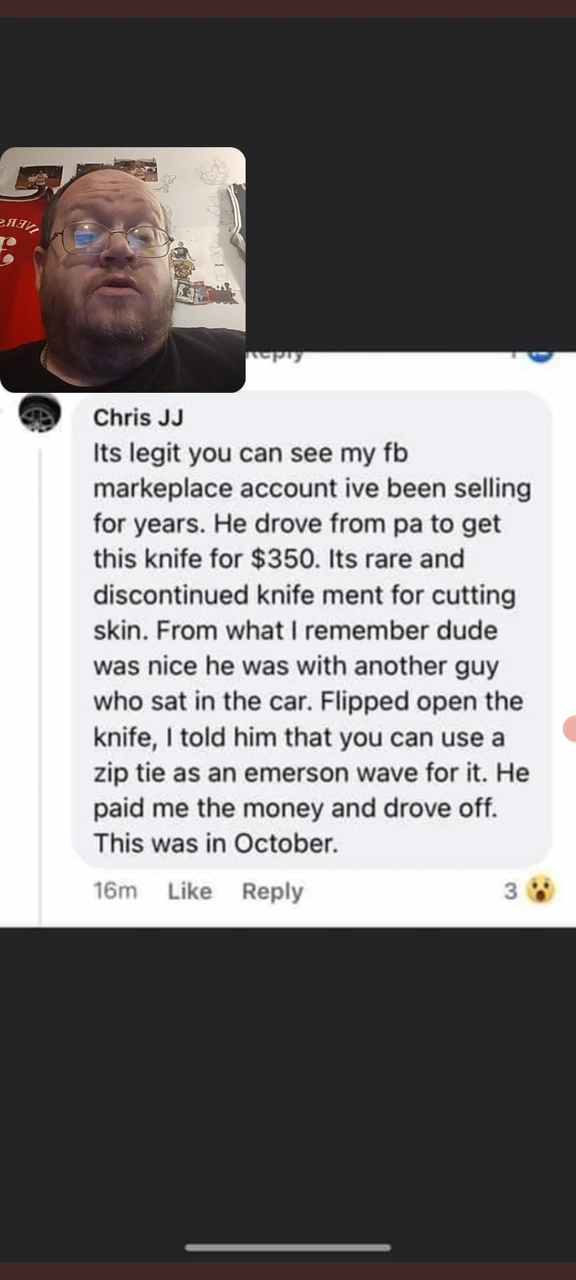 Reply
Chris JJ
Its legit you can see my fb
markeplace account ive been selling
for years. He drove from pa to get
this knife for $350. Its rare and
discontinued knife ment for cutting
skin. From what I remember dude
was nice he was with another guy
who sat in the car. Flipped open the
knife, I told him that you can use a
zip tie as an emerson wave for it. He
paid me the money and drove off.
This was in October.
16m Like Reply 3